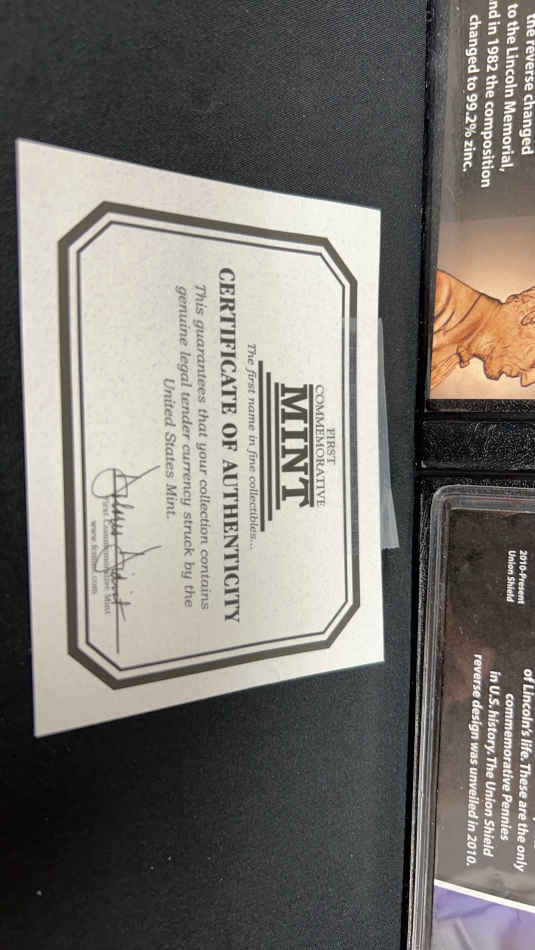 FIRST
COMMEMORATIVE
MINT
The first name in fine collectibles...
CERTIFICATE OF AUTHENTICITY
This guarantees that your collection contains
genuine legal tender currency struck by the
United States Mint.
First Commemorative Mint
the reverse changed
to the Lincoln Memorial,
nd in 1982 the composition
changed to 99.2% zinc.
2010-Present
Union Shield
of Lincoln's life. These are the only
commemorative Pennies
in U.S. history. The Union Shield
reverse design was unveiled in 2010.